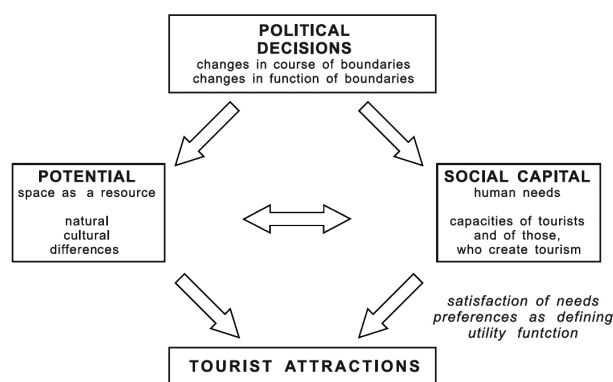 POLITICAL
DECISIONS
changes in course of boundaries
changes in function of boundaries
POTENTIAL
space as a resource
natural
cultural
differences
SOCIAL CAPITAL
human needs
capacities of tourists
and of those,
who create tourism
satisfaction of needs
preferences as defining
utility funtction
TOURIST ATTRACTIONS